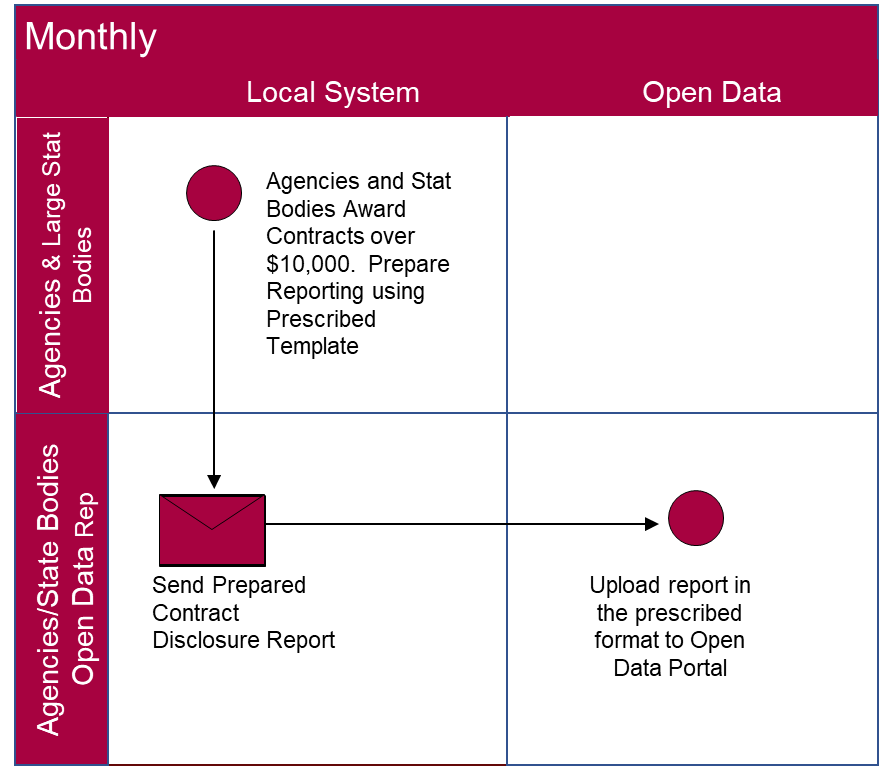 Monthly
Local System
Open Data
Agencies & Large Stat
Bodies
Agencies and Stat
Bodies Award
Contracts over
$10,000.  Prepare
Reporting using
Prescribed
Template
Agencies/State Bodies
Open Data Rep
Send Prepared
Contract
Disclosure Report
Upload report in
the prescribed
format to Open
Data Portal